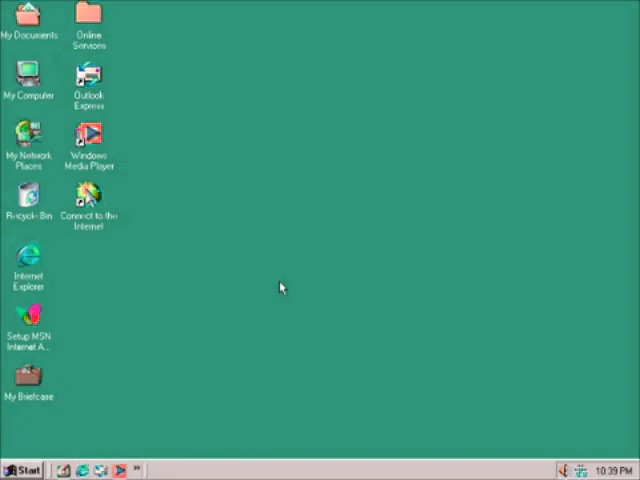 My Documents
Online
Services
My Computer
Outlook
Express
My Network
Places
Windows
Media Player
Recycle Bin
Connect to the
Internet
Internet
Explorer
Setup MSN
Internet A...
My Briefcase
Start
10:39 PM